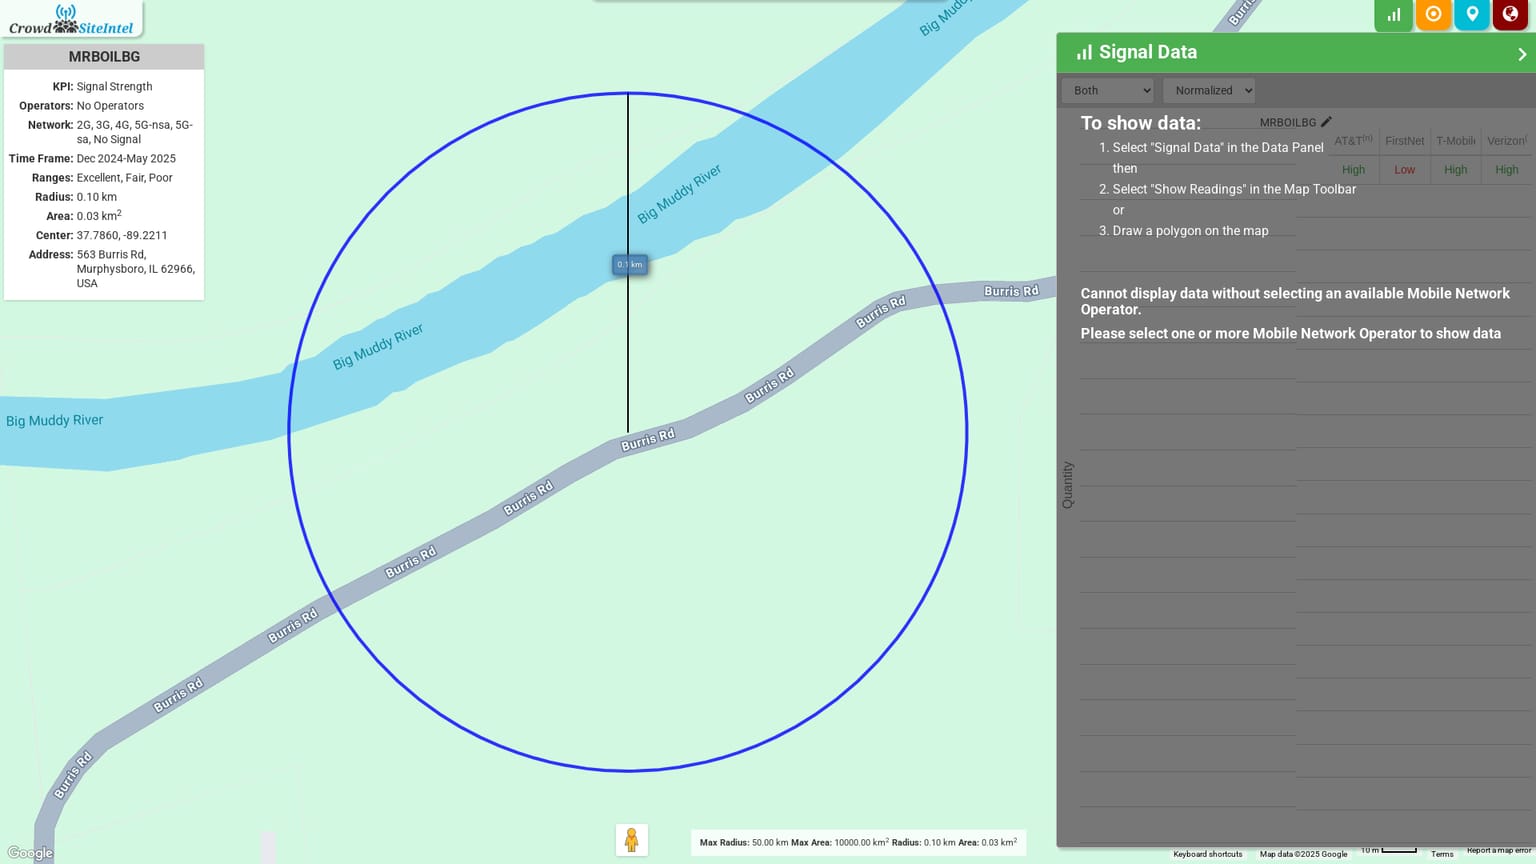 Crowd SiteIntel
MRBOILBG
KPI: Signal Strength
Operators: No Operators
Network: 2G, 3G, 4G, 5G-nsa, 5G-
sa, No Signal
Time Frame: Dec 2024-May 2025
Ranges: Excellent, Fair, Poor
Radius: 0.10 km
Area: 0.03 km2
Center: 37.7860, -89.2211
Address: 563 Burris Rd,
Murphysboro, IL 62966,
USA
Big Muddy
Burris
Big Muddy River
0.1 km
Big Muddy River
Big Muddy River
Burris Rd
Burris Rd
Burris Rd
Burris Rd
Burris Rd
Burris Rd
Burris Rd
Burris Rd
Burris Rd
Signal Data
Both
Normalized
To show data:
MRBOILBG
1. Select "Signal Data" in the Data Panel
then
2. Select "Show Readings" in the Map Toolbar
or
3. Draw a polygon on the map
AT&T(n) FirstNet T-Mobile Verizon
High Low High High
Cannot display data without selecting an available Mobile Network
Operator.
Please select one or more Mobile Network Operator to show data
Quantity
Max Radius: 50.00 km Max Area: 10000.00 km2 Radius: 0.10 km Area: 0.03 km2
Google
Keyboard shortcuts
Map data ©2025 Google
10 m
Terms
Report a map error